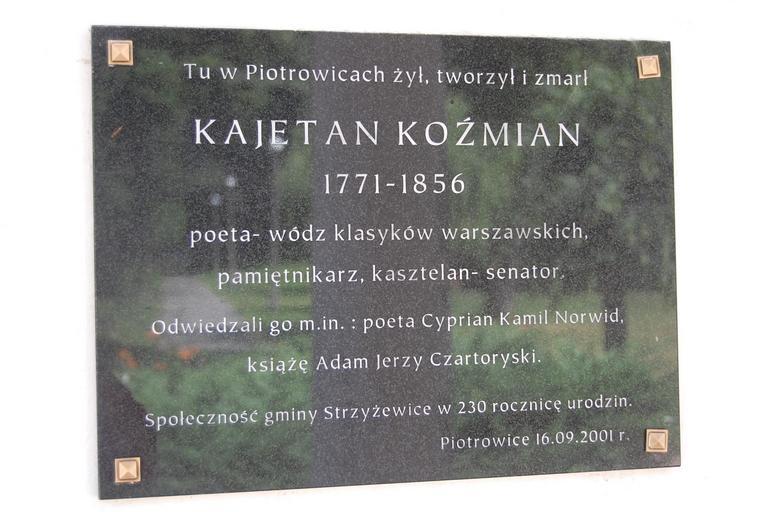 Tu w Piotrowicach żył, tworzył i zmarł
KAJETAN KOŹMIAN
1771-1856
poeta- wódz klasyków warszawskich,
pamiętnikarz, kasztelan- senator.
Odwiedzali go m.in. : poeta Cyprian Kamil Norwid,
książę Adam Jerzy Czartoryski.
Społeczność gminy Strzyżewice w 230 rocznicę urodzin.
Piotrowice 16.09.2001 r.